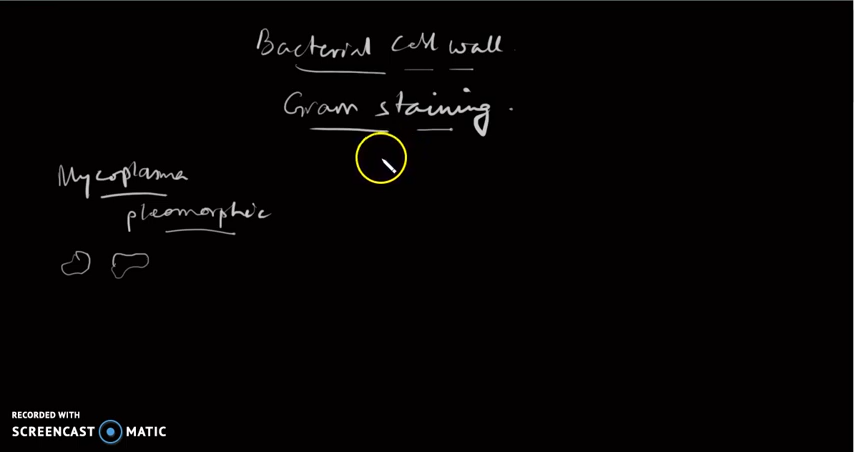 Bacterial Cell wall.
Gram staining.
Mycoplasma
pleomorphic
RECORDED WITH
SCREENCAST MATIC